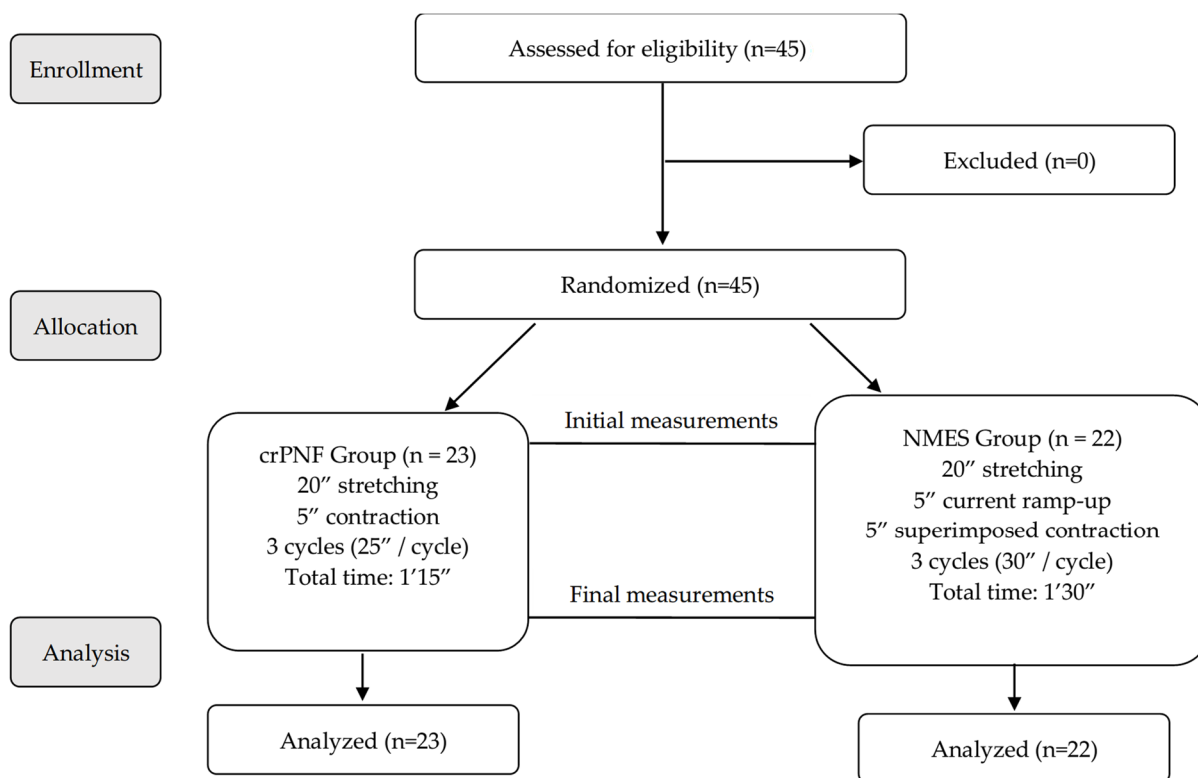 Enrollment
Assessed for eligibility (n=45)
Excluded (n=0)
Randomized (n=45)
Allocation
Initial measurements
crPNF Group (n = 23)
20” stretching
5” contraction
3 cycles (25” / cycle)
Total time: 1’15”
NMES Group (n = 22)
20” stretching
5” current ramp-up
5” superimposed contraction
3 cycles (30” / cycle)
Total time: 1’30”
Final measurements
Analysis
Analyzed (n=23)
Analyzed (n=22)